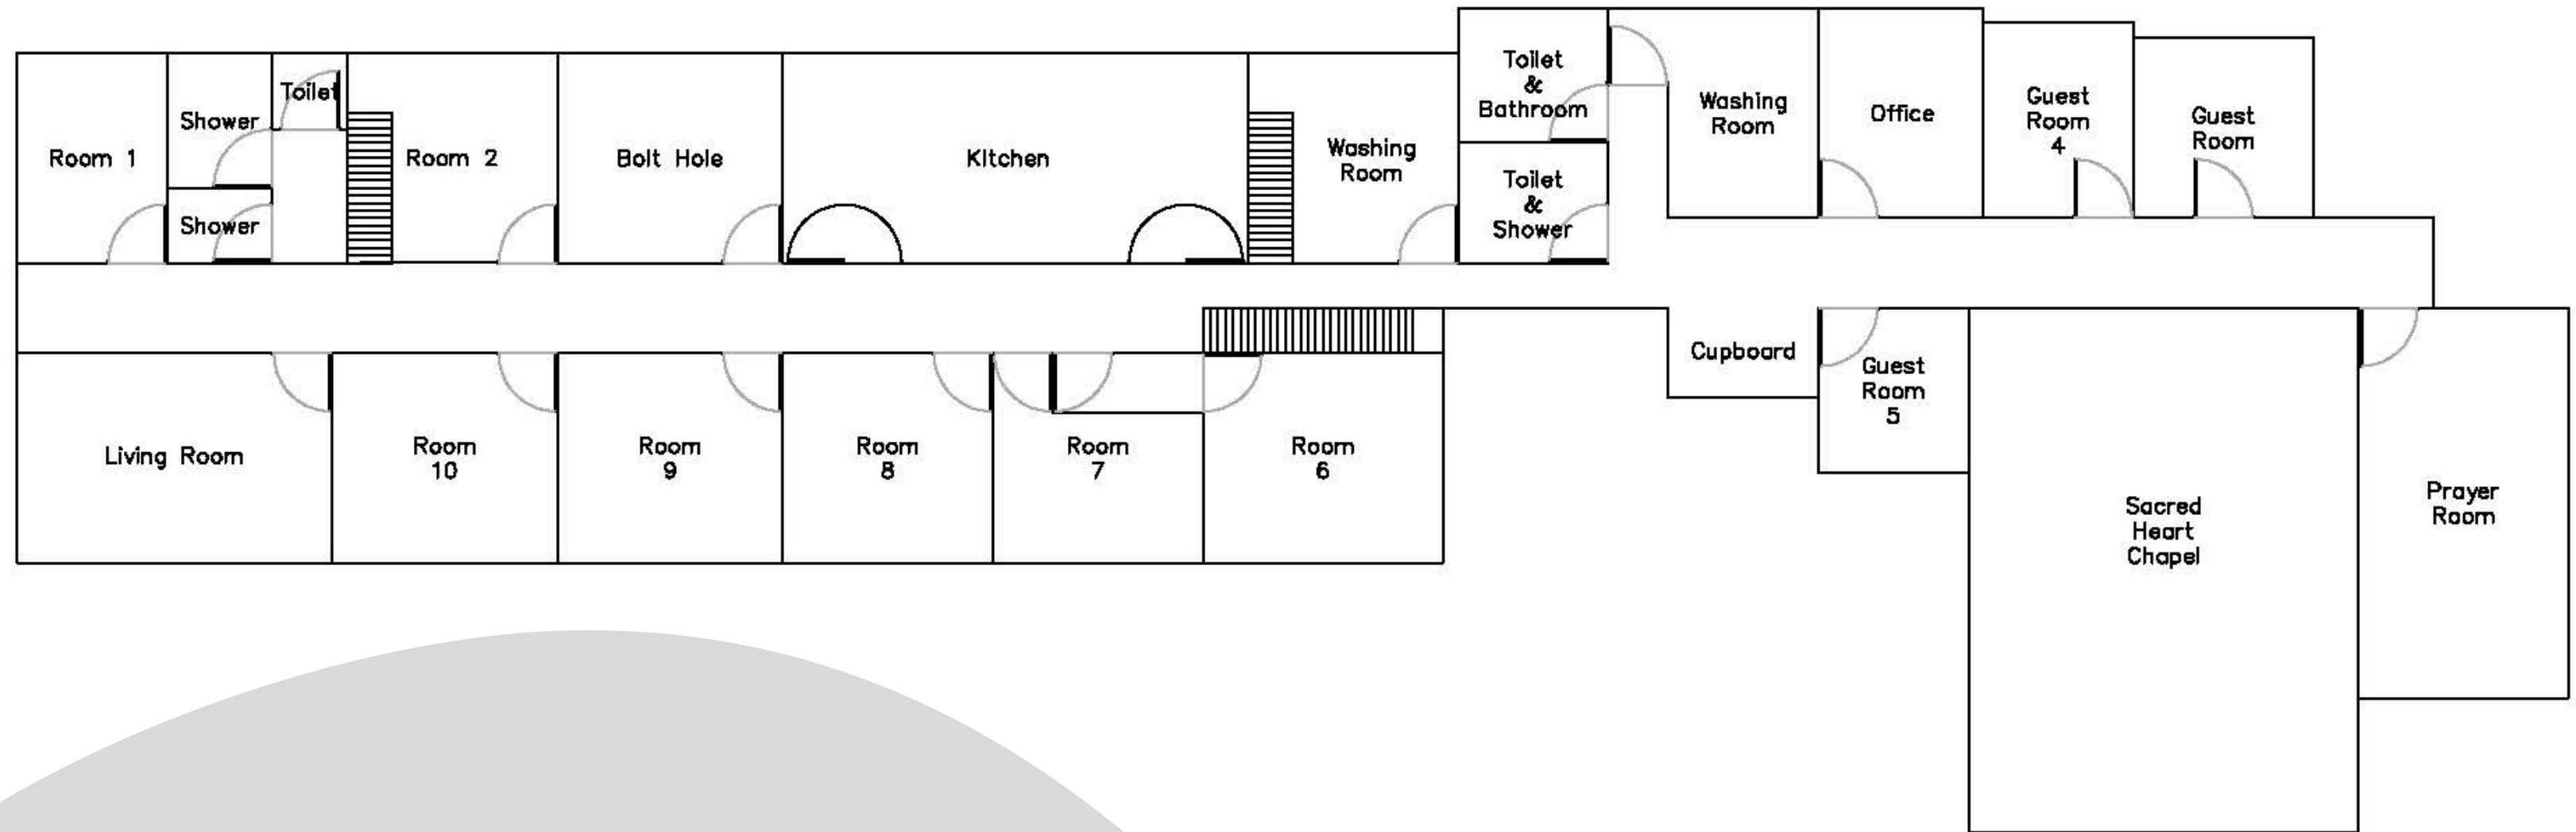 Toilet
&
Bathroom
Washing
Room
Office
Guest
Room
4
Guest
Room
Room 1
Shower
Toilet
Shower
Room 2
Bolt Hole
KItchen
Washing
Room
Toilet
&
Shower
Living Room
Room
10
Room
9
Room
8
Room
7
Room
6
Cupboard
Guest
Room
5
Sacred
Heart
Chapel
Prayer
Room